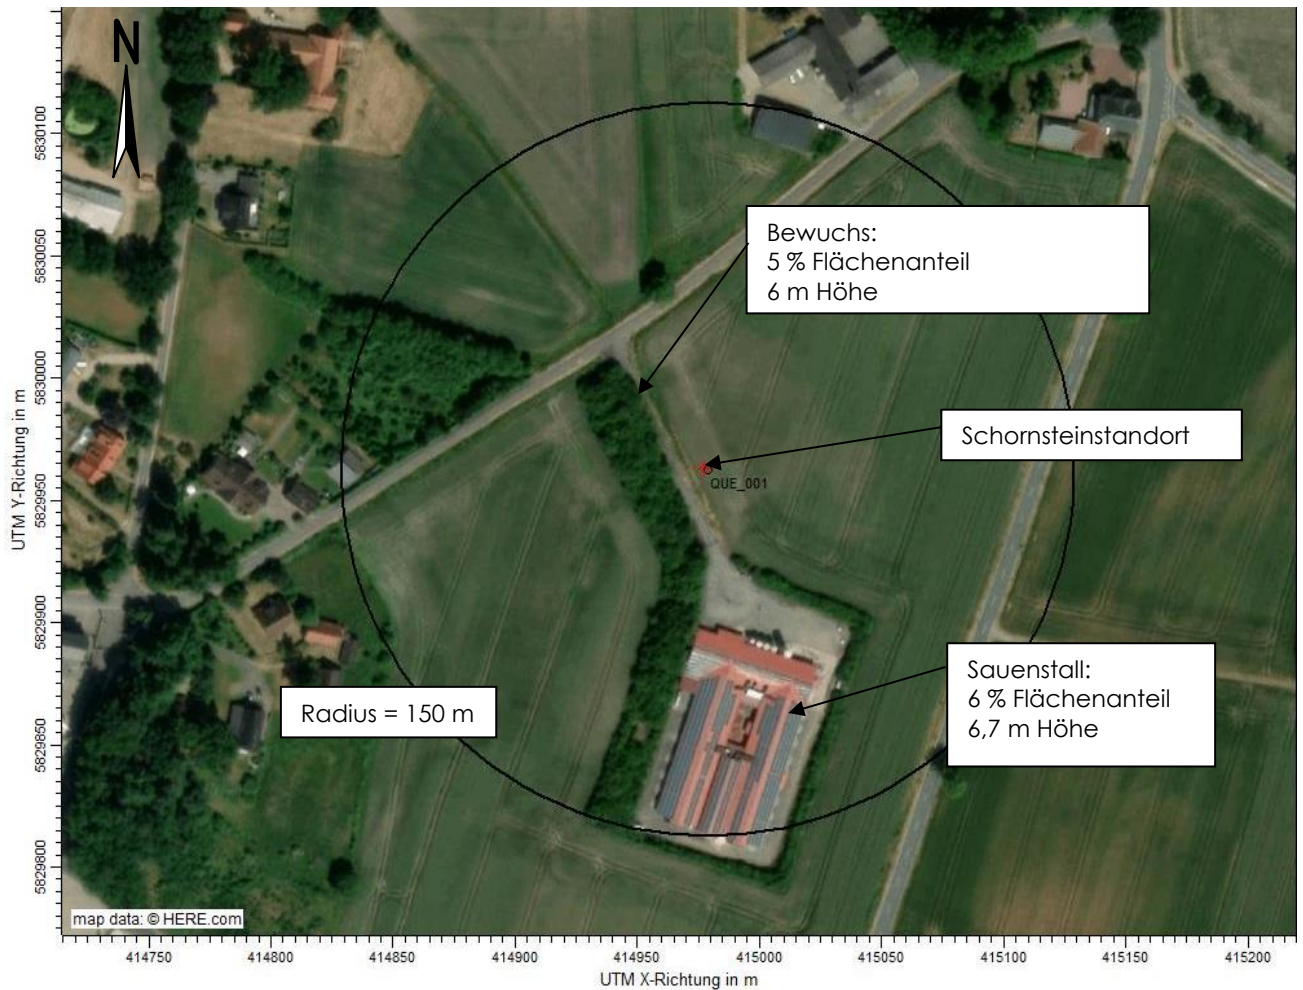 N
Bewuchs:
5 % Flächenanteil
6 m Höhe
Schornsteinstandort
QUE_001
Sauenstall:
6 % Flächenanteil
6,7 m Höhe
Radius = 150 m
map data: © HERE.com
UTM Y-Richtung in m
5830100
5830050
5830000
5829950
5829900
5829850
5829800
414750 414800 414850 414900 414950 415000 415050 415100 415150 415200
UTM X-Richtung in m